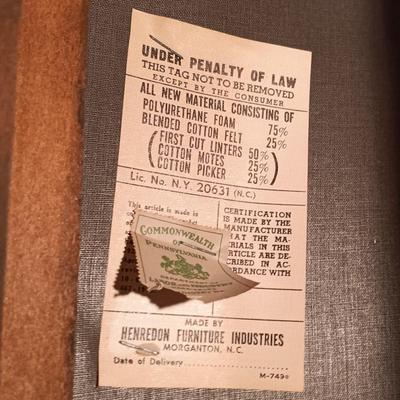 UNDER PENALTY OF LAW
THIS TAG NOT TO BE REMOVED
EXCEPT BY THE CONSUMER
ALL NEW MATERIAL CONSISTING OF
POLYURETHANE FOAM 75%
BLENDED COTTON FELT 25%
(FIRST CUT LINTERS 50%)
(COTTON MOTES 25%)
(COTTON PICKER 25%)
Lic. No. N.Y. 20631 (N.C.)
This article is made in
COMMONWEALTH
OF
PENNSYLVANIA
CERTIFICATION
IS MADE BY THE
MANUFACTURER
THAT THE MA-
TERIALS IN THIS
ARTICLE ARE DE-
SCRIBED IN AC-
CORDANCE WITH
MADE BY
HENREDON FURNITURE INDUSTRIES
MORGANTON, N.C.
Date of Delivery
M-749